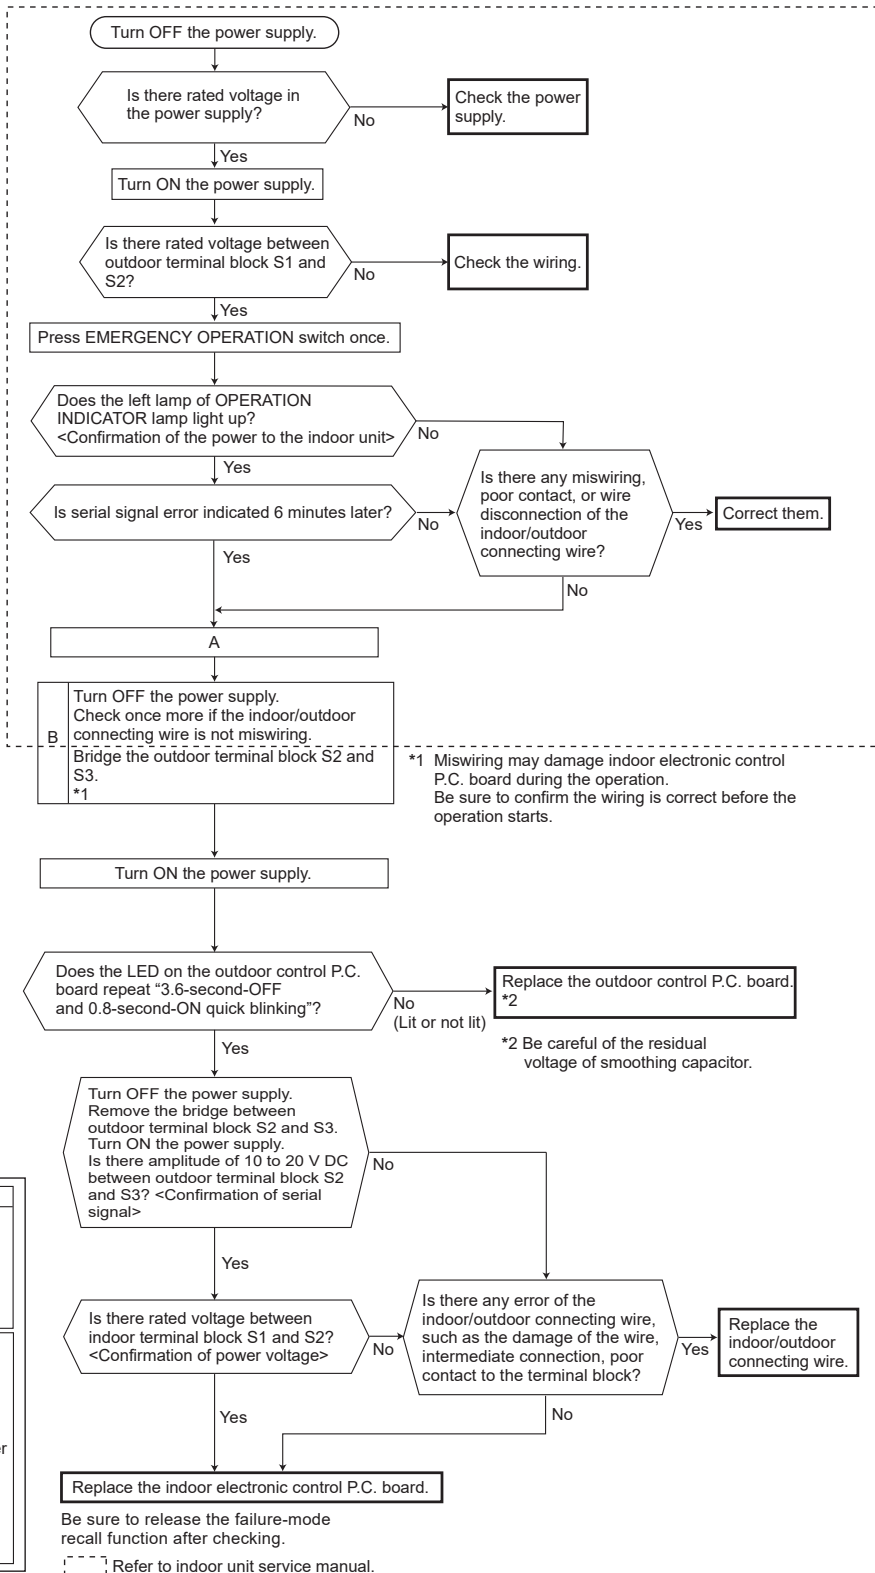 Turn OFF the power supply.
Is there rated voltage in
the power supply?
No
Check the power
supply.
Yes
Turn ON the power supply.
Is there rated voltage between
outdoor terminal block S1 and
S2?
No
Check the wiring.
Yes
Press EMERGENCY OPERATION switch once.
Does the left lamp of OPERATION
INDICATOR lamp light up?
<Confirmation of the power to the indoor unit>
No
Yes
Is serial signal error indicated 6 minutes later?
No
Is there any miswiring,
poor contact, or wire
disconnection of the
indoor/outdoor
connecting wire?
Yes
Correct them.
Yes
No
A
B
Turn OFF the power supply.
Check once more if the indoor/outdoor
connecting wire is not miswiring.
Bridge the outdoor terminal block S2 and
S3.
*1
*1 Miswiring may damage indoor electronic control
P.C. board during the operation.
Be sure to confirm the wiring is correct before the
operation starts.
Turn ON the power supply.
Does the LED on the outdoor control P.C.
board repeat “3.6-second-OFF
and 0.8-second-ON quick blinking”?
No
(Lit or not lit)
Replace the outdoor control P.C. board.
*2
*2 Be careful of the residual
voltage of smoothing capacitor.
Yes
Turn OFF the power supply.
Remove the bridge between
outdoor terminal block S2 and S3.
Turn ON the power supply.
Is there amplitude of 10 to 20 V DC
between outdoor terminal block S2
and S3? <Confirmation of serial
signal>
No
Yes
Is there rated voltage between
indoor terminal block S1 and S2?
<Confirmation of power voltage>
No
Is there any error of the
indoor/outdoor connecting wire,
such as the damage of the wire,
intermediate connection, poor
contact to the terminal block?
Yes
Replace the
indoor/outdoor
connecting wire.
Yes
No
er
Replace the indoor electronic control P.C. board.
Be sure to release the failure-mode
recall function after checking.
Refer to indoor unit service manual.